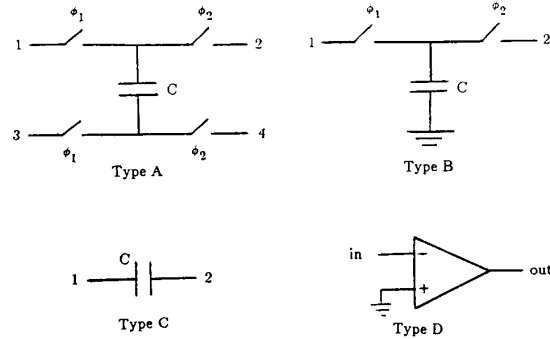 ϕ1 ϕ2
1 2
C
3 4
ϕ1 ϕ2
Type A
ϕ1 ϕ2
1 2
C
Type B
C
1 2
Type C
in − out
+
Type D